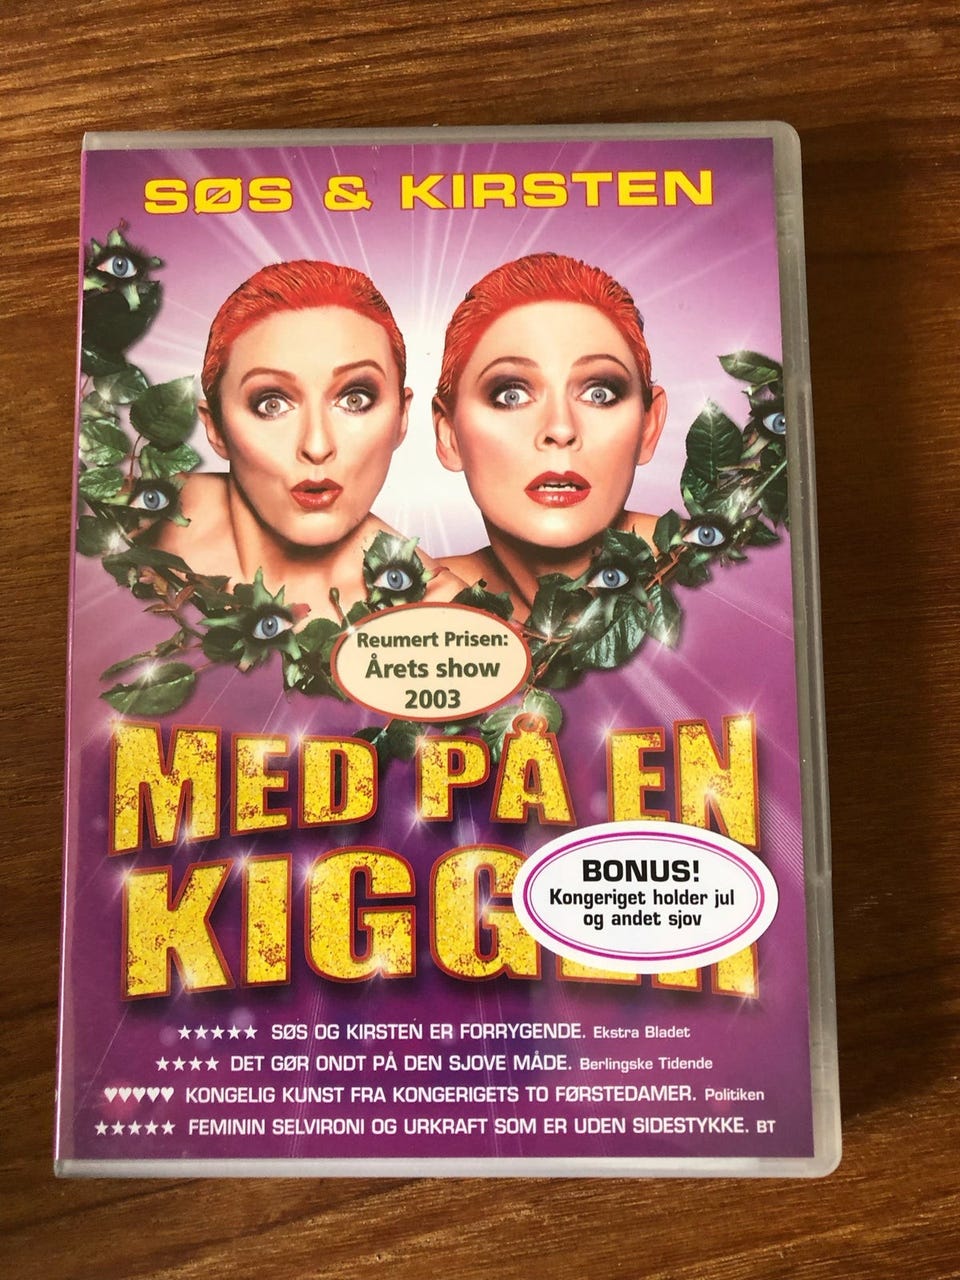 SØS & KIRSTEN
Reumert Prisen:
Årets show
2003
MED PÅ EN
KIGGER
BONUS!
Kongeriget holder jul
og andet sjov
★★★★★ SØS OG KIRSTEN ER FORRYGENDE. Ekstra Bladet
★★★★ DET GØR ONDT PÅ DEN SJOVE MÅDE. Berlingske Tidende
♥♥♥♥♥ KONGELIG KUNST FRA KONGERIGETS TO FØRSTEDAMER. Politiken
★★★★★ FEMININ SELVIRONI OG URKRAFT SOM ER UDEN SIDESTYKKE. BT